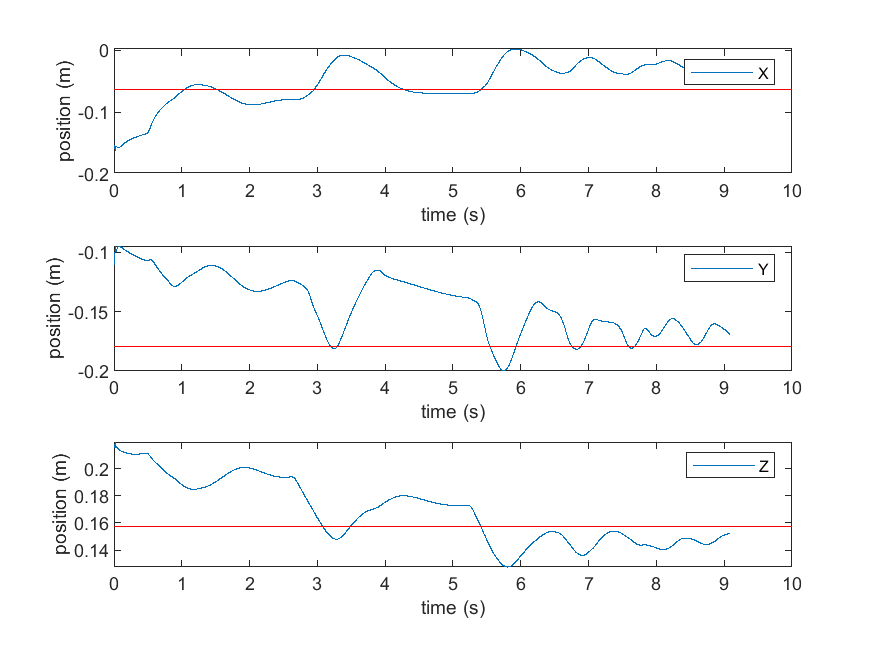 0
-0.1
-0.2
position (m)
X
0 1 2 3 4 5 6 7 8 9 10
time (s)
-0.1
-0.15
-0.2
position (m)
Y
0 1 2 3 4 5 6 7 8 9 10
time (s)
0.2
0.18
0.16
0.14
position (m)
Z
0 1 2 3 4 5 6 7 8 9 10
time (s)